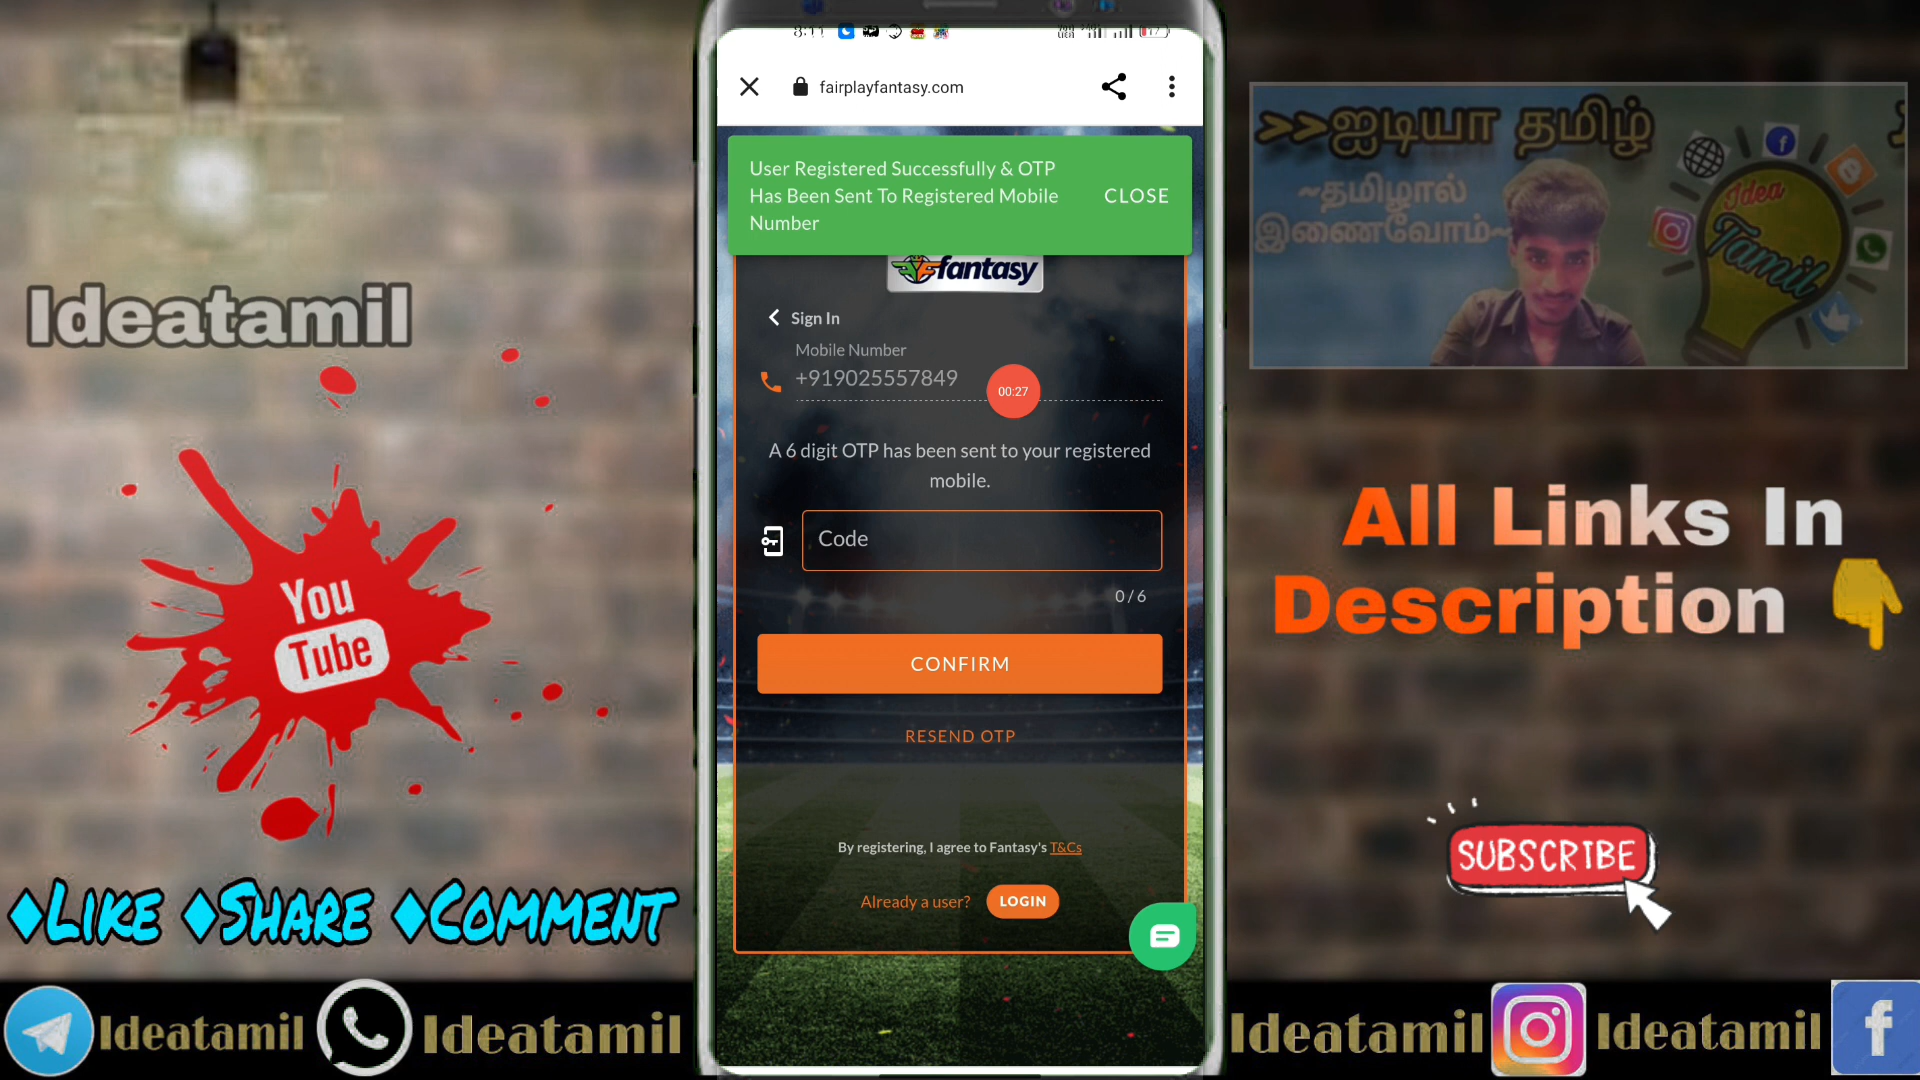 Ideatamil
You
Tube
♦LIKE ♦SHARE ♦COMMENT
Ideatamil
Ideatamil
fairplayfantasy.com
User Registered Successfully & OTP
Has Been Sent To Registered Mobile
Number
CLOSE
fantasy
Sign In
Mobile Number
+919025557849
00:27
A 6 digit OTP has been sent to your registered
mobile.
Code
0 / 6
CONFIRM
RESEND OTP
By registering, I agree to Fantasy's T&Cs
Already a user?
LOGIN
>>ஐடியா தமிழ்
~தமிழால்
இணைவோம்~
Idea
Tamil
All Links In
Description 👇
SUBSCRIBE
Ideatamil
Ideatamil